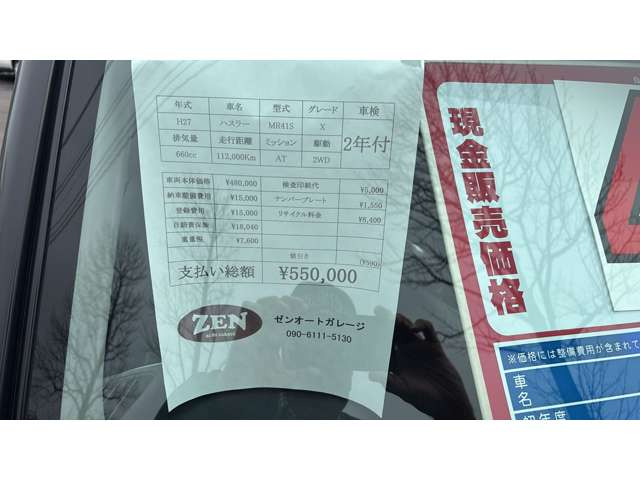 年式 車名 型式 グレード 車検
H27 ハスラー MR41S X 2年付
排気量 走行距離 ミッション 駆動
660cc 112,000Km AT 2WD
車両本体価格 ¥480,000 検査印紙代 ¥5,000
納車整備費用 ¥15,000 ナンバープレート ¥1,550
登録費用 ¥15,000 リサイクル料金 ¥6,400
自賠責保険 ¥18,040
重量税 ¥7,600
値引き (¥590)
支払い総額 ¥550,000
ZEN
ゼンオートガレージ
090-6111-5130
現金販売価格
※価格には整備費用が含まれて
車名
初年度